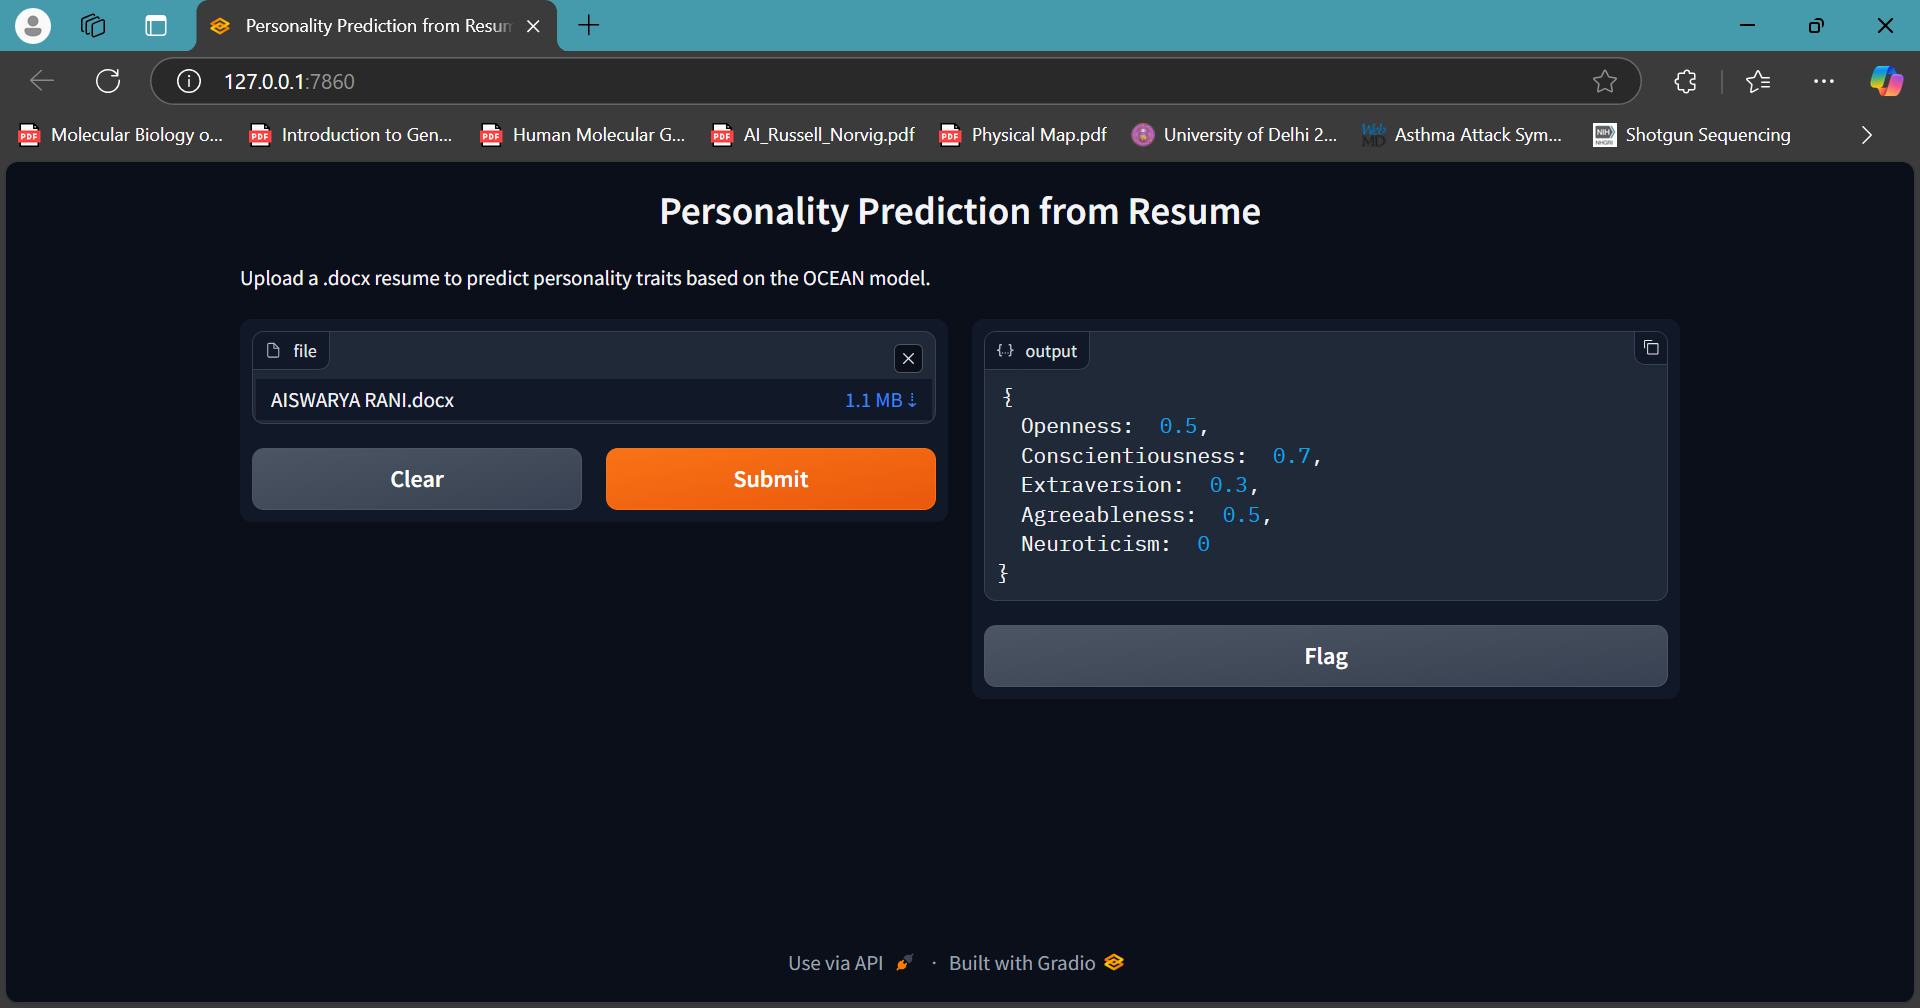 Personality Prediction from Resum
127.0.0.1:7860
Molecular Biology o... Introduction to Gen... Human Molecular G... AI_Russell_Norvig.pdf Physical Map.pdf University of Delhi 2... Web MD Asthma Attack Sym... NIH NHGRI Shotgun Sequencing
Personality Prediction from Resume
Upload a .docx resume to predict personality traits based on the OCEAN model.
file
AISWARYA RANI.docx 1.1 MB ⇣
Clear Submit
{..} output
{
Openness: 0.5,
Conscientiousness: 0.7,
Extraversion: 0.3,
Agreeableness: 0.5,
Neuroticism: 0
}
Flag
Use via API · Built with Gradio